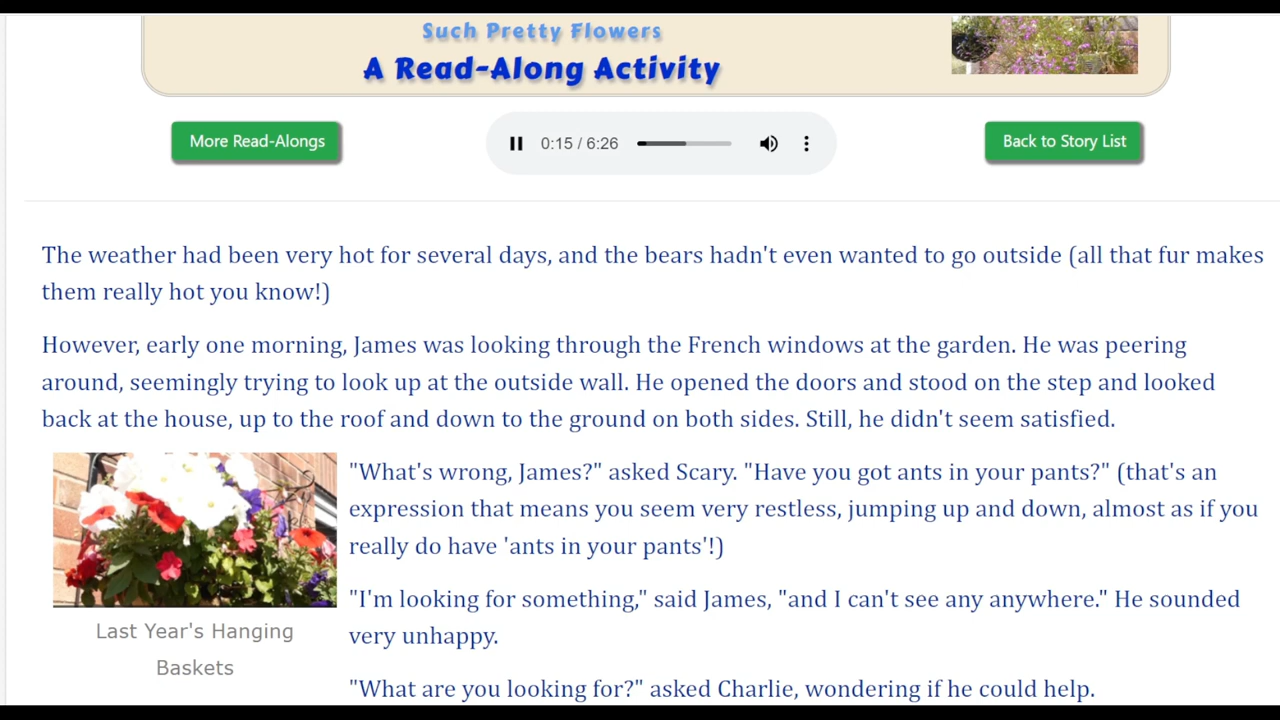 Such Pretty Flowers
A Read-Along Activity
More Read-Alongs
0:15 / 6:26
Back to Story List
The weather had been very hot for several days, and the bears hadn't even wanted to go outside (all that fur makes
them really hot you know!)
However, early one morning, James was looking through the French windows at the garden. He was peering
around, seemingly trying to look up at the outside wall. He opened the doors and stood on the step and looked
back at the house, up to the roof and down to the ground on both sides. Still, he didn't seem satisfied.
"What's wrong, James?" asked Scary. "Have you got ants in your pants?" (that's an
expression that means you seem very restless, jumping up and down, almost as if you
really do have 'ants in your pants'!)
"I'm looking for something," said James, "and I can't see any anywhere." He sounded
very unhappy.
"What are you looking for?" asked Charlie, wondering if he could help.
Last Year's Hanging
Baskets